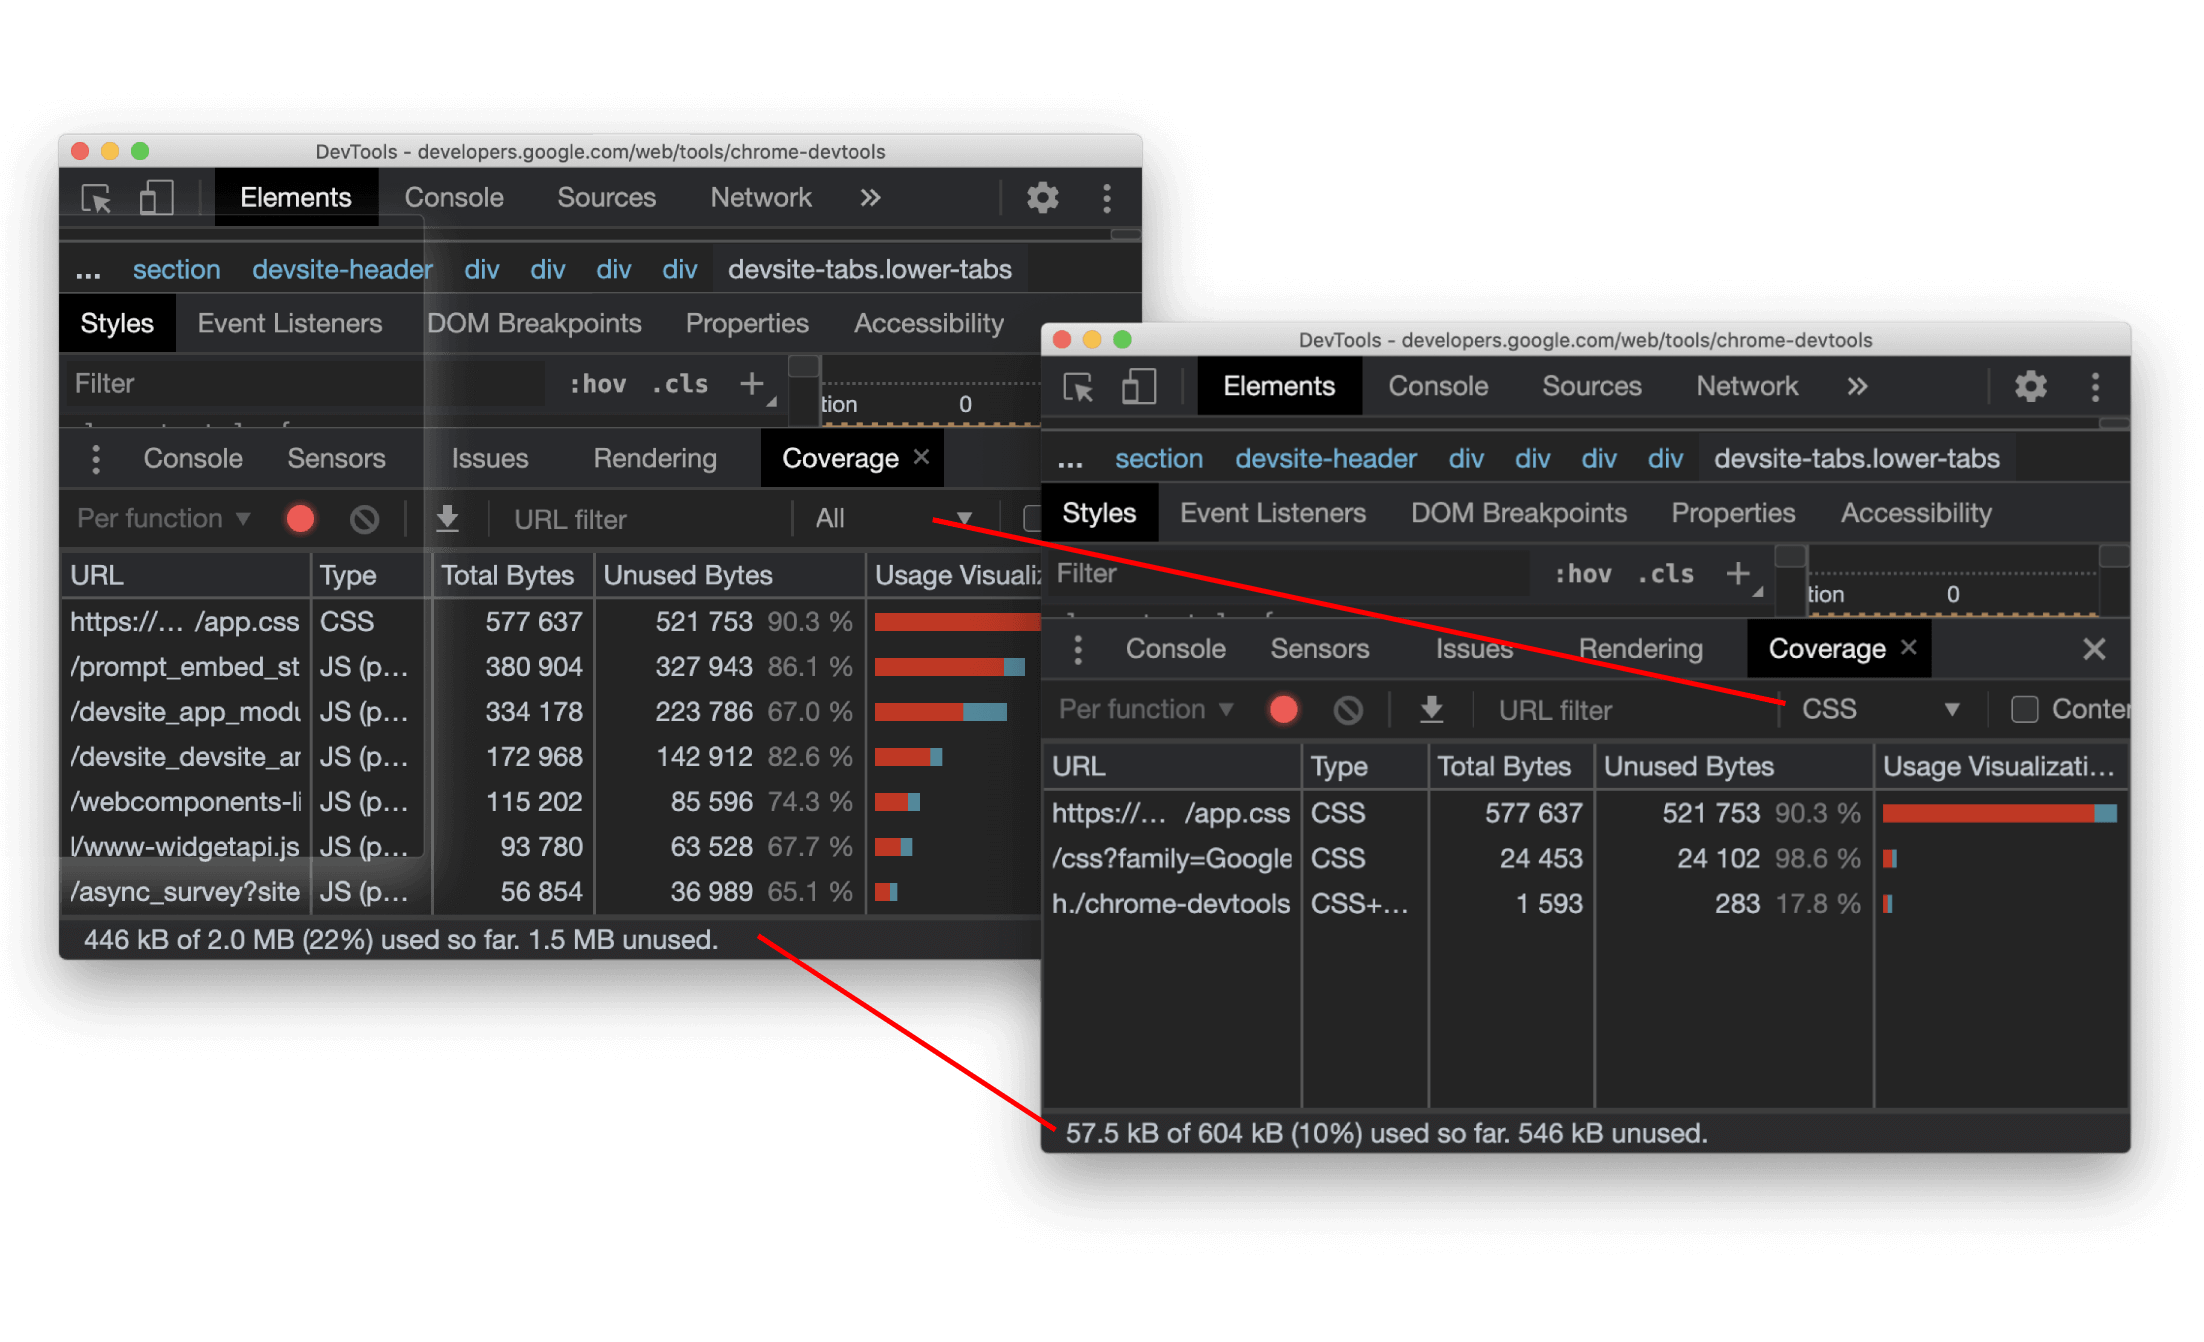 DevTools - developers.google.com/web/tools/chrome-devtools
Elements Console Sources Network »
... section devsite-header div div div div devsite-tabs.lower-tabs
Styles Event Listeners DOM Breakpoints Properties Accessibility
Filter :hov .cls +
tion 0
Console Sensors Issues Rendering Coverage ×
Per function ▼ URL filter All ▼
URL Type Total Bytes Unused Bytes Usage Visualiz
https://… /app.css CSS 577 637 521 753 90.3 %
/prompt_embed_st JS (p… 380 904 327 943 86.1 %
/devsite_app_modu JS (p… 334 178 223 786 67.0 %
/devsite_devsite_ar JS (p… 172 968 142 912 82.6 %
/webcomponents-li JS (p… 115 202 85 596 74.3 %
l/www-widgetapi.js JS (p… 93 780 63 528 67.7 %
/async_survey?site JS (p… 56 854 36 989 65.1 %
446 kB of 2.0 MB (22%) used so far. 1.5 MB unused.
DevTools - developers.google.com/web/tools/chrome-devtools
Elements Console Sources Network »
... section devsite-header div div div div devsite-tabs.lower-tabs
Styles Event Listeners DOM Breakpoints Properties Accessibility
Filter :hov .cls +
tion 0
Console Sensors Issues Rendering Coverage × ×
Per function ▼ URL filter CSS ▼ Conter
URL Type Total Bytes Unused Bytes Usage Visualizati…
https://… /app.css CSS 577 637 521 753 90.3 %
/css?family=Google CSS 24 453 24 102 98.6 %
h./chrome-devtools CSS+… 1 593 283 17.8 %
57.5 kB of 604 kB (10%) used so far. 546 kB unused.